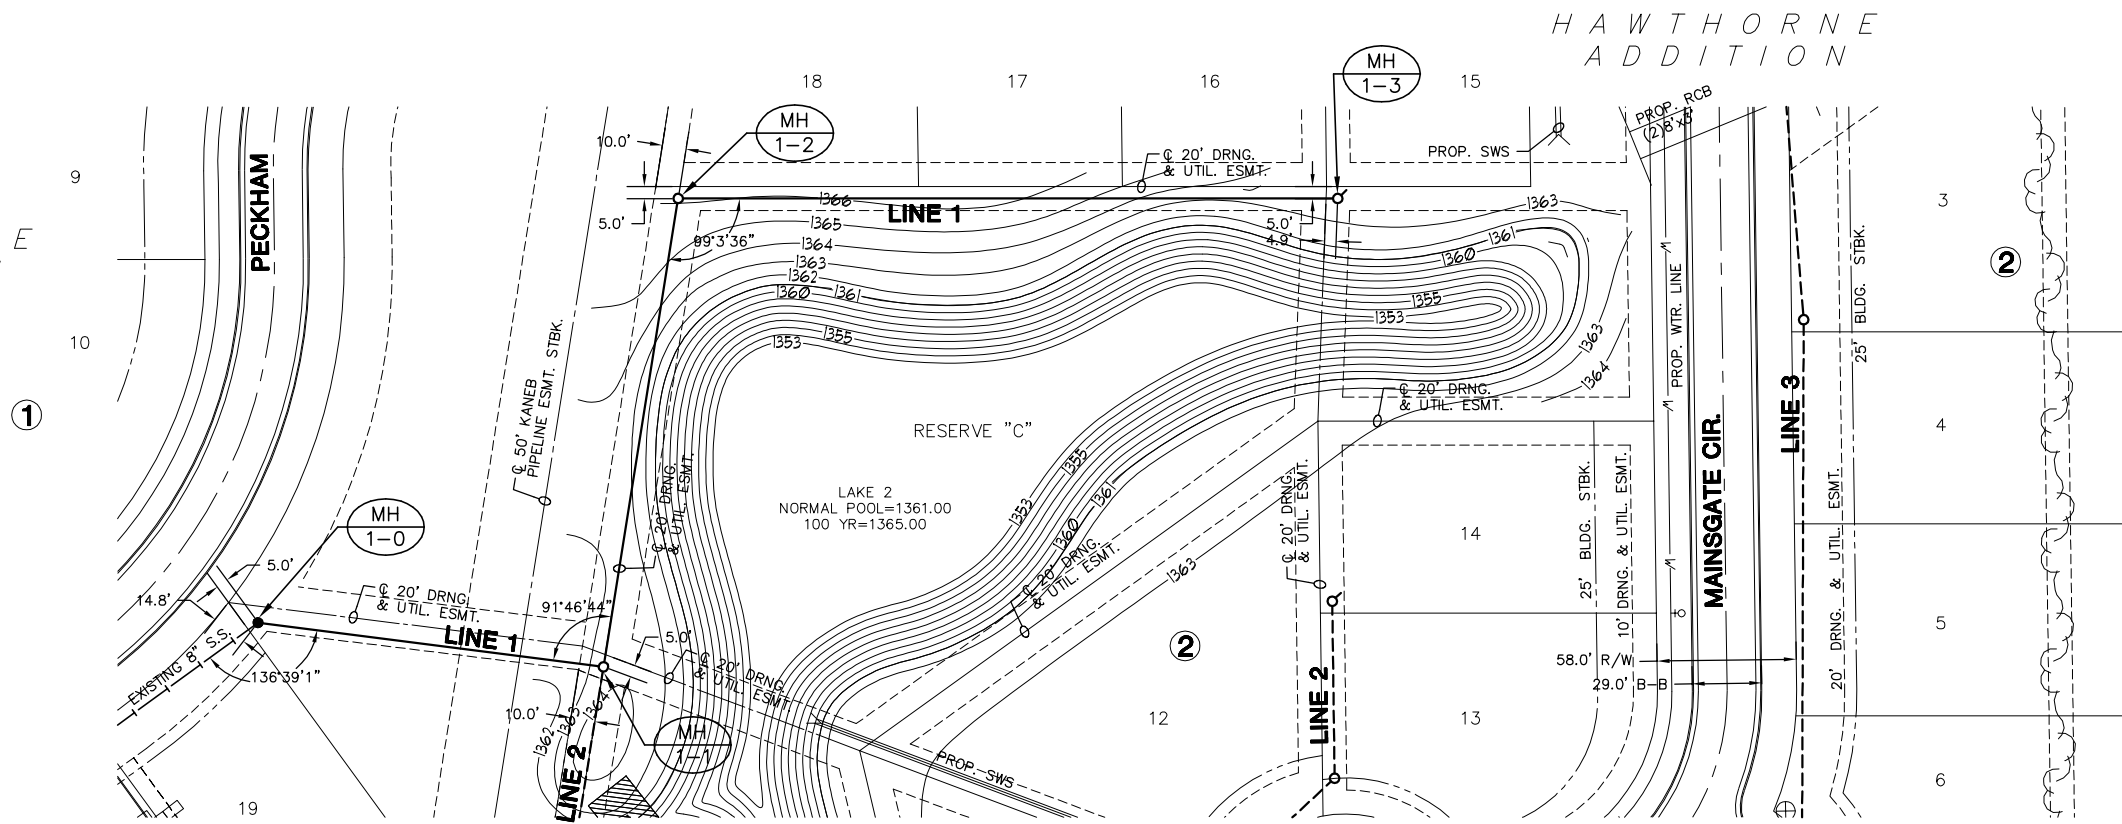 HAWTHORNE
ADDITION
MH
1-3
18
17
16
15
PROP. RCB
(2)8'x3'
MH
1-2
10.0'
PROP. SWS
℄ 20' DRNG.
& UTIL. ESMT.
9
PECKHAM
E
3
2
1366
LINE 1
1365
1364
1363
1362
1360
1361
5.0'
99°3'36"
5.0'
4.9'
1363
1361
1360
1355
1353
1363
1364
PROP. WTR. LINE
25' BLDG. STBK.
10
1
1353
1355
℄ 50' KANEB
PIPELINE ESMT. STBK.
RESERVE "C"
℄ 20' DRNG.
& UTIL. ESMT.
LINE 3
MAINSGATE CIR.
4
℄ 20' DRNG.
& UTIL. ESMT.
LAKE 2
NORMAL POOL=1361.00
100 YR=1365.00
1355
1353
1361
1360
℄ 20' DRNG.
& UTIL. ESMT.
1363
℄ 20' DRNG.
& UTIL. ESMT.
14
25' BLDG. STBK.
10' DRNG. & UTIL. ESMT.
20' DRNG. & UTIL. ESMT.
MH
1-0
5.0'
14.8'
℄ 20' DRNG.
& UTIL. ESMT.
91°46'44"
LINE 1
5.0'
EXISTING 8" S.S.
136°39'1"
℄ 20' DRNG.
& UTIL. ESMT.
2
5
58.0' R/W
29.0' B-B
10.0'
1362
1363
1364
MH
1-1
LINE 2
PROP. SWS
12
LINE 2
13
6
19